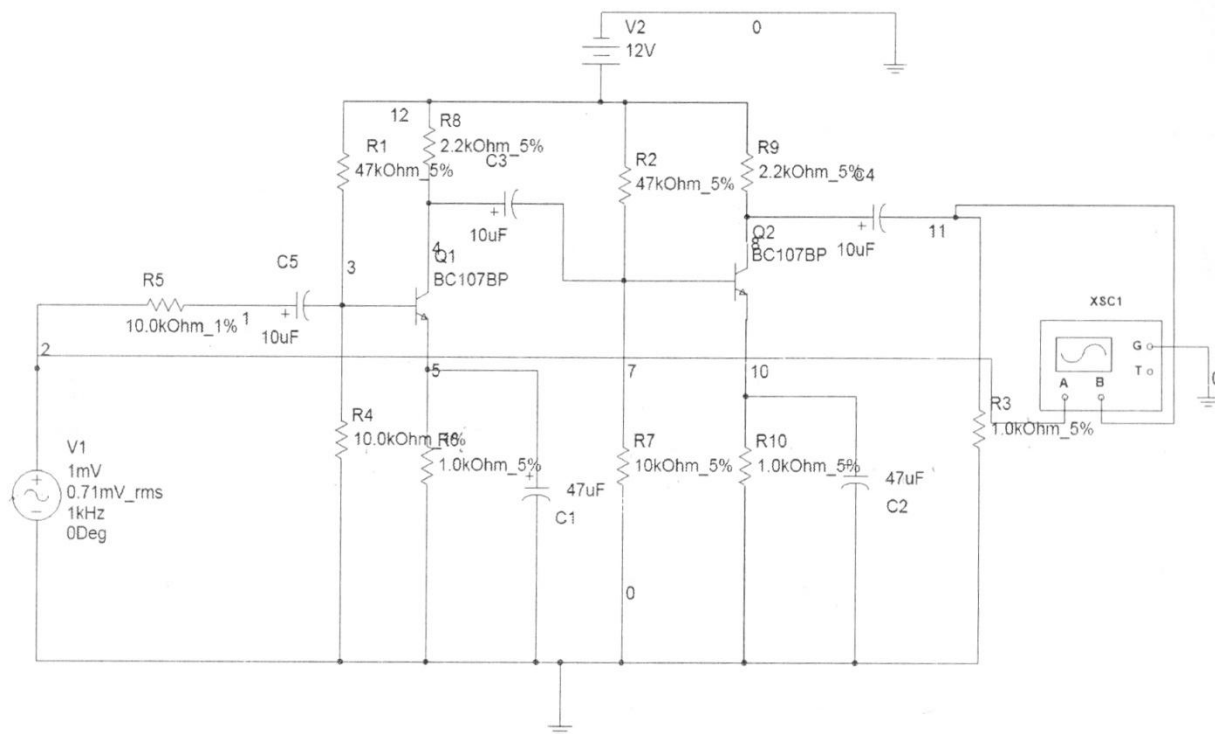 V2
12V
0
12
R8
2.2kOhm_5%
R1
47kOhm_5%
C3
10uF
R2
47kOhm_5%
R9
2.2kOhm_5%
C4
10uF
11
4
Q1
BC107BP
Q2
8
BC107BP
C5
3
R5
10.0kOhm_1%
1
10uF
2
XSC1
G
T
A
B
0
5
7
10
R3
1.0kOhm_5%
R4
10.0kOhm_1%
R6
1.0kOhm_5%
R7
10kOhm_5%
R10
1.0kOhm_5%
V1
1mV
0.71mV_rms
1kHz
0Deg
47uF
C1
47uF
C2
0